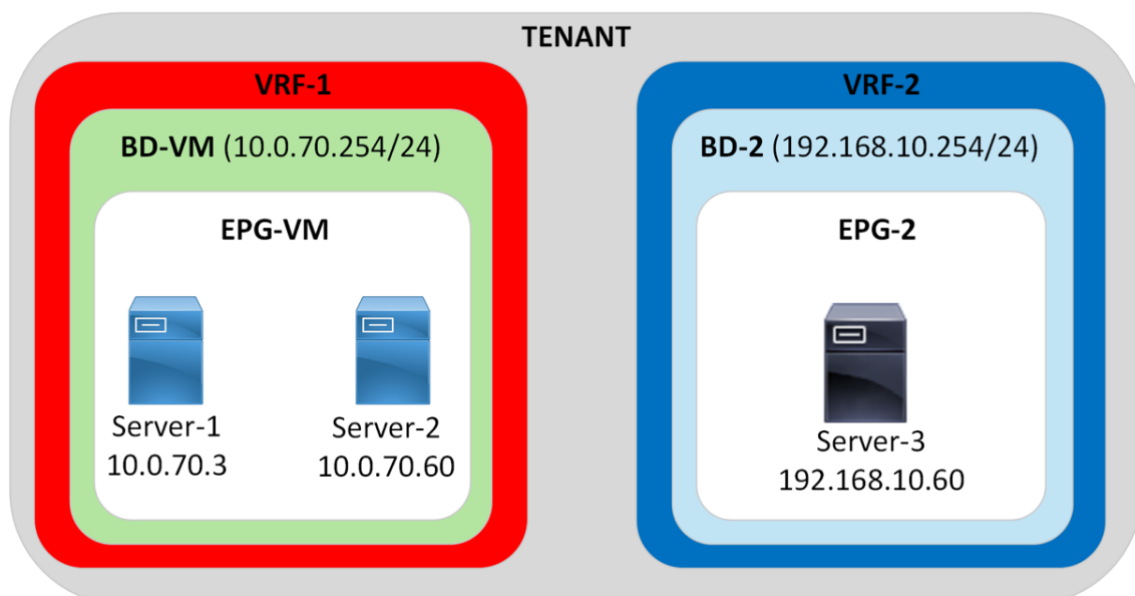 TENANT
VRF-1
BD-VM (10.0.70.254/24)
EPG-VM
Server-1
10.0.70.3
Server-2
10.0.70.60
VRF-2
BD-2 (192.168.10.254/24)
EPG-2
Server-3
192.168.10.60